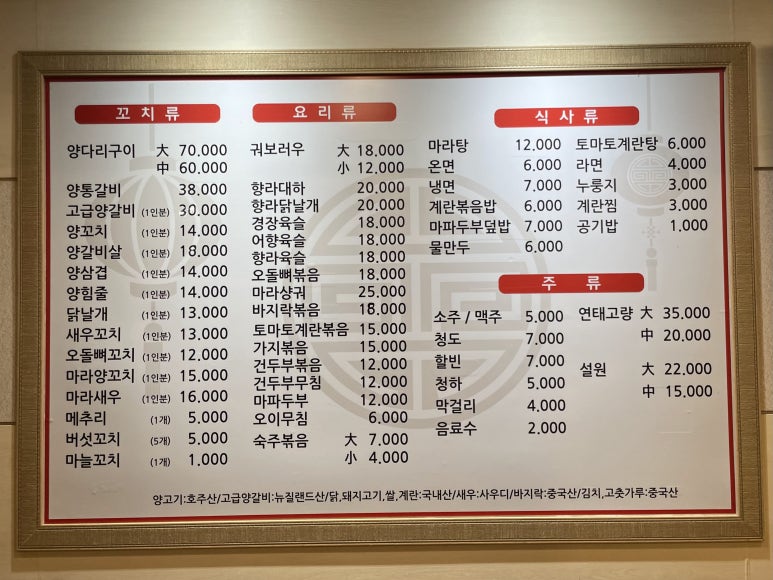 꼬치류
양다리구이 大 70,000
中 60,000
양통갈비 38,000
고급양갈비 (1인분) 30,000
양꼬치 (1인분) 14,000
양갈비살 (1인분) 18,000
양삼겹 (1인분) 14,000
양힘줄 (1인분) 14,000
닭날개 (1인분) 13,000
새우꼬치 (1인분) 13,000
오돌뼈꼬치 (1인분) 12,000
마라양꼬치 (1인분) 15,000
마라새우 (1인분) 16,000
메추리 (1개) 5,000
버섯꼬치 (5개) 5,000
마늘꼬치 (1개) 1,000
요리류
궈보러우 大 18,000
小 12,000
향라대하 20,000
향라닭날개 20,000
경장육슬 18,000
어향육슬 18,000
향라육슬 18,000
오돌뼈볶음 18,000
마라샹궈 25,000
바지락볶음 18,000
토마토계란볶음 15,000
가지볶음 15,000
건두부볶음 12,000
건두부무침 12,000
마파두부 12,000
오이무침 6,000
숙주볶음 大 7,000
小 4,000
식사류
마라탕 12,000
온면 6,000
냉면 7,000
계란볶음밥 6,000
마파두부덮밥 7,000
물만두 6,000
토마토계란탕 6,000
라면 4,000
누룽지 3,000
계란찜 3,000
공기밥 1,000
주류
소주 / 맥주 5,000
청도 7,000
할빈 7,000
청하 5,000
막걸리 4,000
음료수 2,000
연태고량 大 35,000
中 20,000
설원 大 22,000
中 15,000
양고기:호주산/고급양갈비:뉴질랜드산/닭,돼지고기,쌀,계란:국내산/새우:사우디/바지락:중국산/김치,고춧가루:중국산